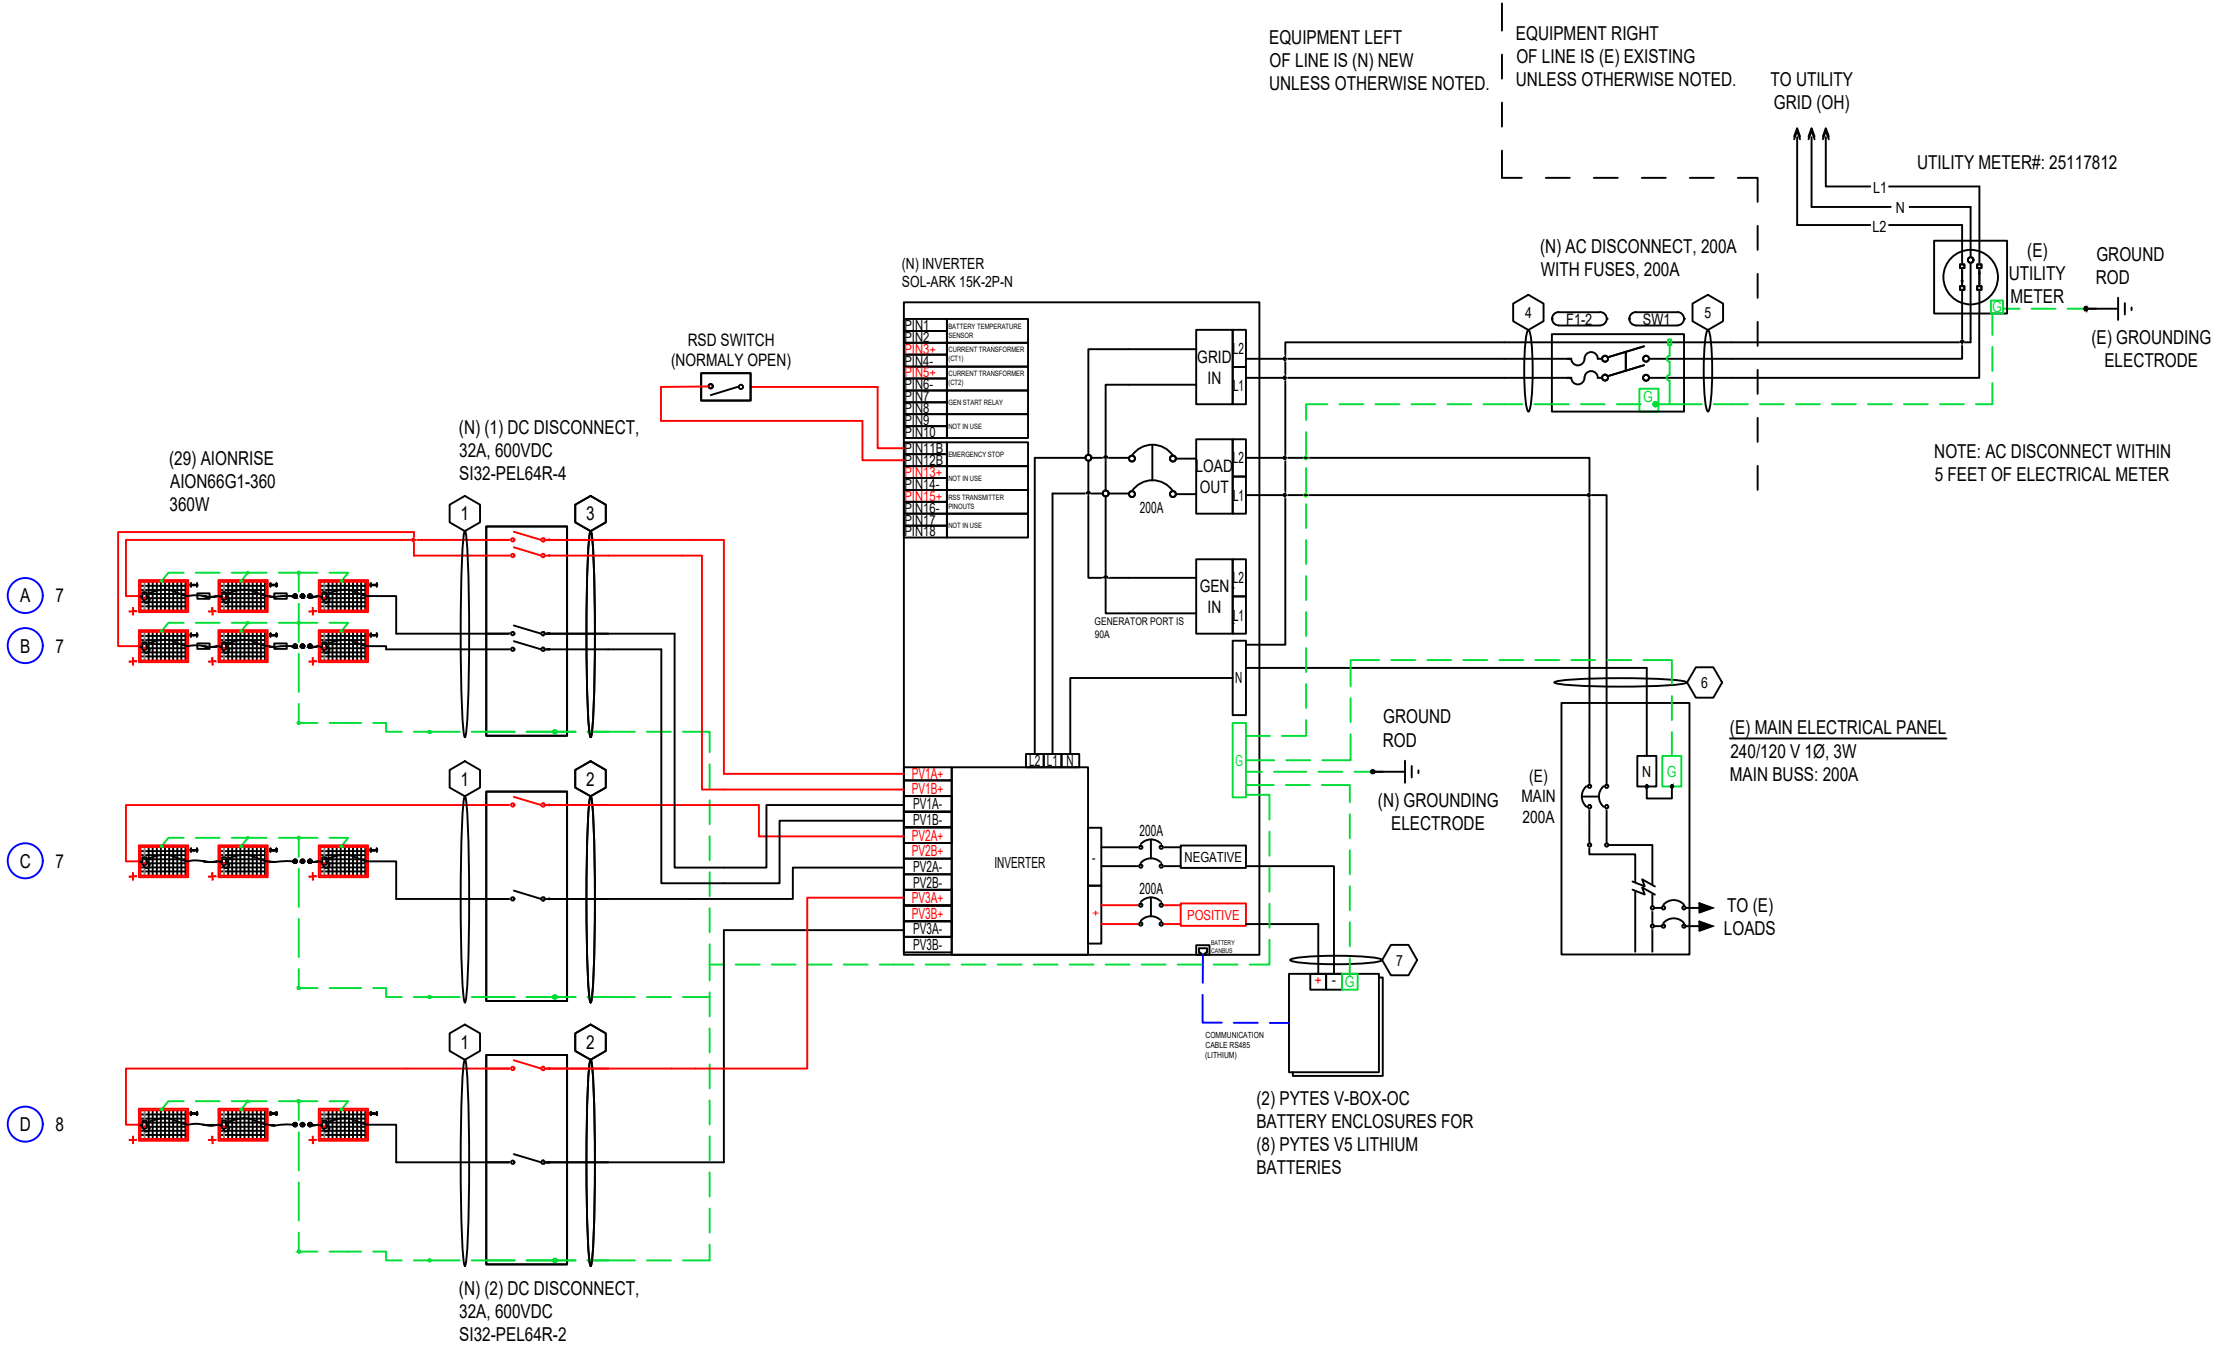 EQUIPMENT LEFT
OF LINE IS (N) NEW
UNLESS OTHERWISE NOTED.
EQUIPMENT RIGHT
OF LINE IS (E) EXISTING
UNLESS OTHERWISE NOTED.
TO UTILITY
GRID (OH)
UTILITY METER#: 25117812
L1
N
L2
(E)
UTILITY
METER
GROUND
ROD
G
(E) GROUNDING
ELECTRODE
(N) AC DISCONNECT, 200A
WITH FUSES, 200A
4
F1-2
SW1
5
G
NOTE: AC DISCONNECT WITHIN
5 FEET OF ELECTRICAL METER
(N) INVERTER
SOL-ARK 15K-2P-N
PIN1
PIN2
BATTERY TEMPERATURE
SENSOR
PIN3+
PIN4-
CURRENT TRANSFORMER
(CT1)
PIN5+
PIN6-
CURRENT TRANSFORMER
(CT2)
PIN7
PIN8
GEN START RELAY
PIN9
PIN10
NOT IN USE
PIN11B
PIN12B
EMERGENCY STOP
PIN13+
PIN14-
NOT IN USE
PIN15+
PIN16-
RSS TRANSMITTER
PINOUTS
PIN17
PIN18
NOT IN USE
GRID
IN
L2
L1
LOAD
OUT
L2
L1
200A
GEN
IN
L2
L1
GENERATOR PORT IS
90A
N
G
L2
L1
N
RSD SWITCH
(NORMALY OPEN)
(N) (1) DC DISCONNECT,
32A, 600VDC
SI32-PEL64R-4
(29) AIONRISE
AION66G1-360
360W
1
3
A 7
+
+
+
B 7
+
+
+
1
2
C 7
+
+
+
1
2
D 8
+
+
+
(N) (2) DC DISCONNECT,
32A, 600VDC
SI32-PEL64R-2
PV1A+
PV1B+
PV1A-
PV1B-
PV2A+
PV2B+
PV2A-
PV2B-
PV3A+
PV3B+
PV3A-
PV3B-
INVERTER
-
+
200A
NEGATIVE
200A
POSITIVE
BATTERY
CANBUS
GROUND
ROD
(N) GROUNDING
ELECTRODE
7
+
-
G
COMMUNICATION
CABLE RS485
(LITHIUM)
(2) PYTES V-BOX-OC
BATTERY ENCLOSURES FOR
(8) PYTES V5 LITHIUM
BATTERIES
6
(E) MAIN ELECTRICAL PANEL
240/120 V 1Ø, 3W
MAIN BUSS: 200A
(E)
MAIN
200A
N
G
TO (E)
LOADS